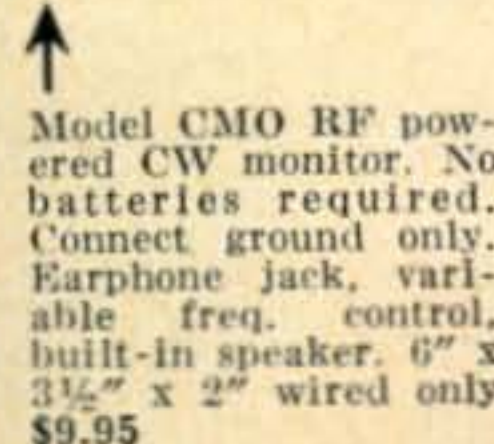 Model CMO RF pow-
ered CW monitor. No
batteries required.
Connect ground only.
Earphone jack, vari-
able freq. control,
built-in speaker. 6" x
3½" x 2" wired only
$9.95